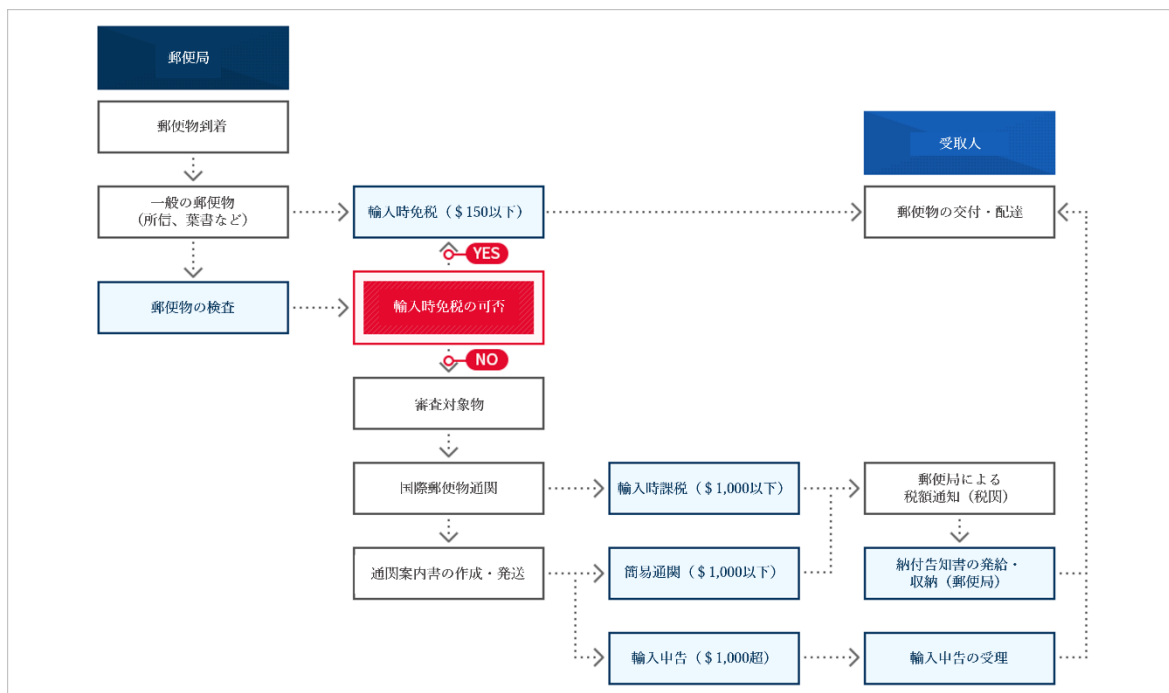 郵便局
郵便物到着
受取人
一般の郵便物
（所信、葉書など）
輸入時免税（＄150以下）
郵便物の交付・配達
YES
郵便物の検査
輸入時免税の可否
NO
審査対象物
国際郵便物通関
輸入時課税（＄1,000以下）
郵便局による
税額通知（税関）
通関案内書の作成・発送
簡易通関（＄1,000以下）
納付告知書の発給・
収納（郵便局）
輸入申告（＄1,000超）
輸入申告の受理